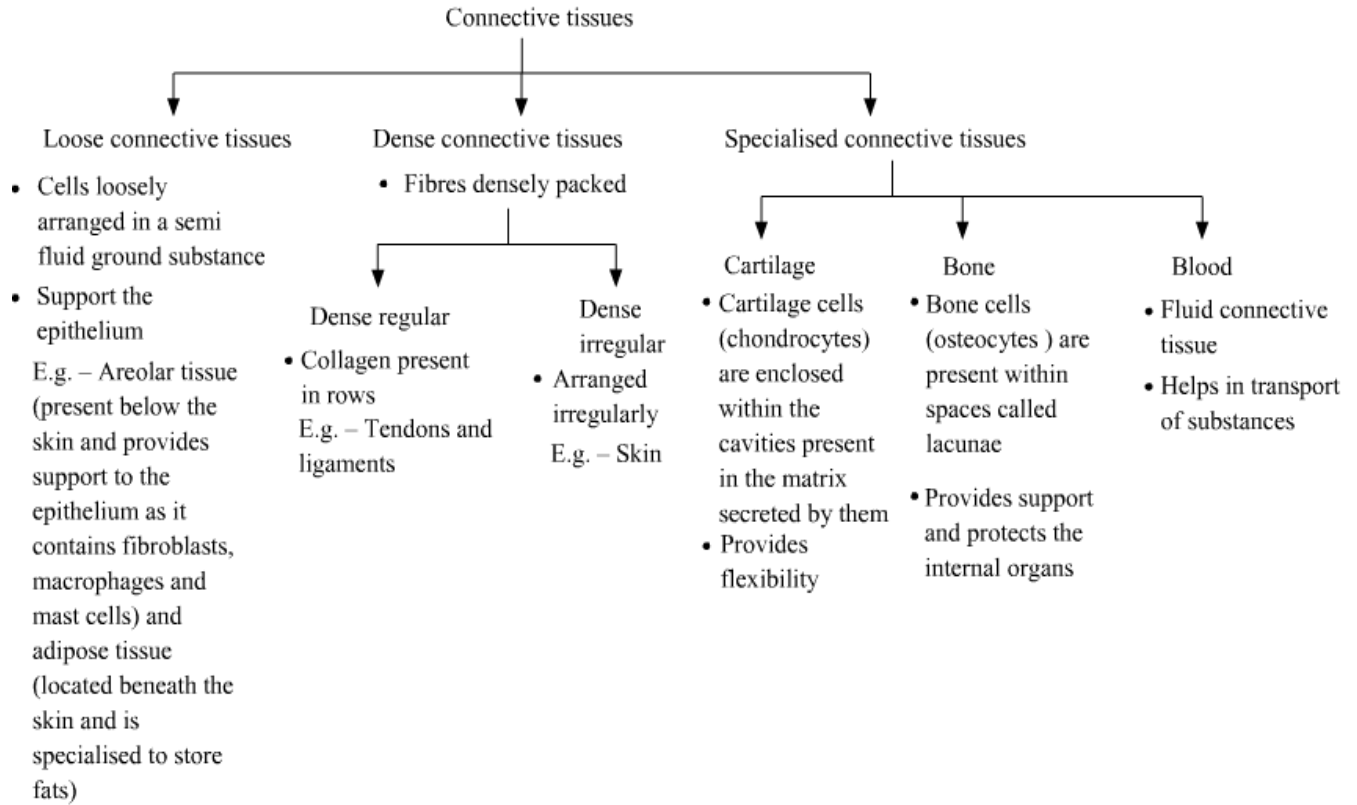 Connective tissues
Loose connective tissues
• Cells loosely
arranged in a semi
fluid ground substance
• Support the
epithelium
E.g. – Areolar tissue
(present below the
skin and provides
support to the
epithelium as it
contains fibroblasts,
macrophages and
mast cells) and
adipose tissue
(located beneath the
skin and is
specialised to store
fats)
Dense connective tissues
• Fibres densely packed
Dense regular
• Collagen present
in rows
E.g. – Tendons and
ligaments
Dense
irregular
• Arranged
irregularly
E.g. – Skin
Specialised connective tissues
Cartilage
• Cartilage cells
(chondrocytes)
are enclosed
within the
cavities present
in the matrix
secreted by them
• Provides
flexibility
Bone
• Bone cells
(osteocytes ) are
present within
spaces called
lacunae
• Provides support
and protects the
internal organs
Blood
• Fluid connective
tissue
• Helps in transport
of substances